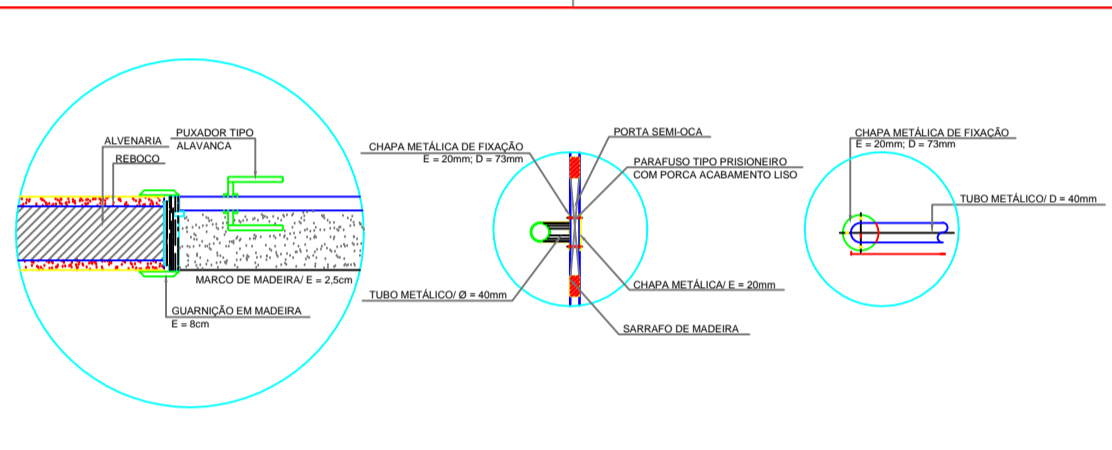 ALVENARIA
REBOCO
PUXADOR TIPO
ALAVANCA
MARCO DE MADEIRA/ E = 2,5cm
GUARNIÇÃO EM MADEIRA
E = 8cm
CHAPA METÁLICA DE FIXAÇÃO
E = 20mm; D = 73mm
TUBO METÁLICO/ Ø = 40mm
PORTA SEMI-OCA
PARAFUSO TIPO PRISIONEIRO
COM PORCA ACABAMENTO LISO
CHAPA METÁLICA/ E = 20mm
SARRAFO DE MADEIRA
CHAPA METÁLICA DE FIXAÇÃO
E = 20mm; D = 73mm
TUBO METÁLICO/ D = 40mm